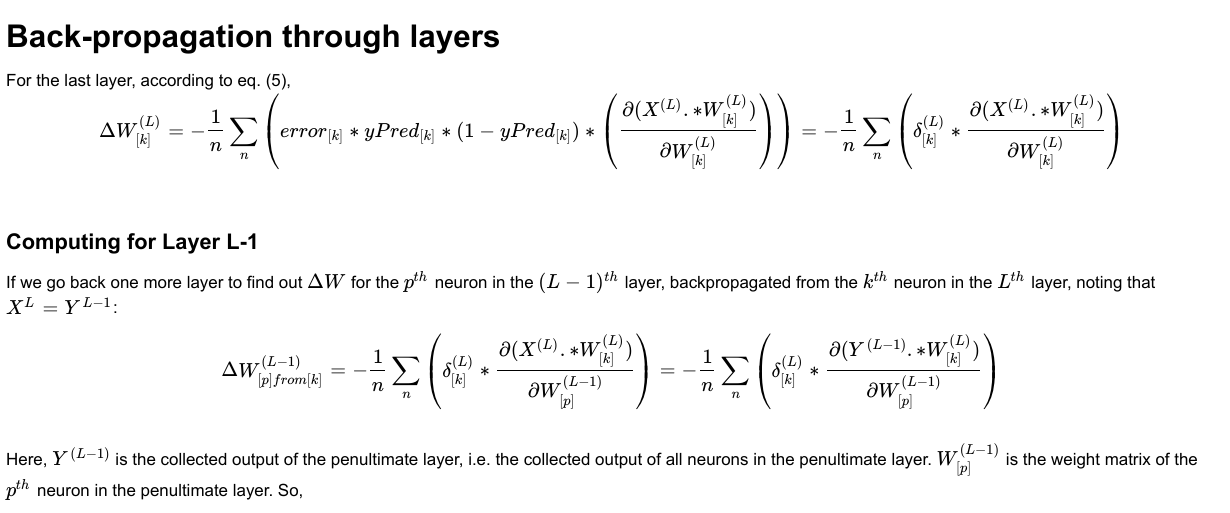 Back-propagation through layers
For the last layer, according to eq. (5),
$\Delta W_{[k]}^{(L)} = -\frac{1}{n} \sum_{n} \left( error_{[k]} * yPred_{[k]} * (1 - yPred_{[k]}) * \left( \frac{\partial (X^{(L)}.*W_{[k]}^{(L)})}{\partial W_{[k]}^{(L)}} \right) \right) = -\frac{1}{n} \sum_{n} \left( \delta_{[k]}^{(L)} * \frac{\partial (X^{(L)}.*W_{[k]}^{(L)})}{\partial W_{[k]}^{(L)}} \right)$
Computing for Layer L-1
If we go back one more layer to find out $\Delta W$ for the $p^{th}$ neuron in the $(L-1)^{th}$ layer, backpropagated from the $k^{th}$ neuron in the $L^{th}$ layer, noting that
$X^{L} = Y^{L-1}$:
$\Delta W_{[p]from[k]}^{(L-1)} = -\frac{1}{n} \sum_{n} \left( \delta_{[k]}^{(L)} * \frac{\partial (X^{(L)}.*W_{[k]}^{(L)})}{\partial W_{[p]}^{(L-1)}} \right) = -\frac{1}{n} \sum_{n} \left( \delta_{[k]}^{(L)} * \frac{\partial (Y^{(L-1)}.*W_{[k]}^{(L)})}{\partial W_{[p]}^{(L-1)}} \right)$
Here, $Y^{(L-1)}$ is the collected output of the penultimate layer, i.e. the collected output of all neurons in the penultimate layer. $W_{[p]}^{(L-1)}$ is the weight matrix of the
$p^{th}$ neuron in the penultimate layer. So,